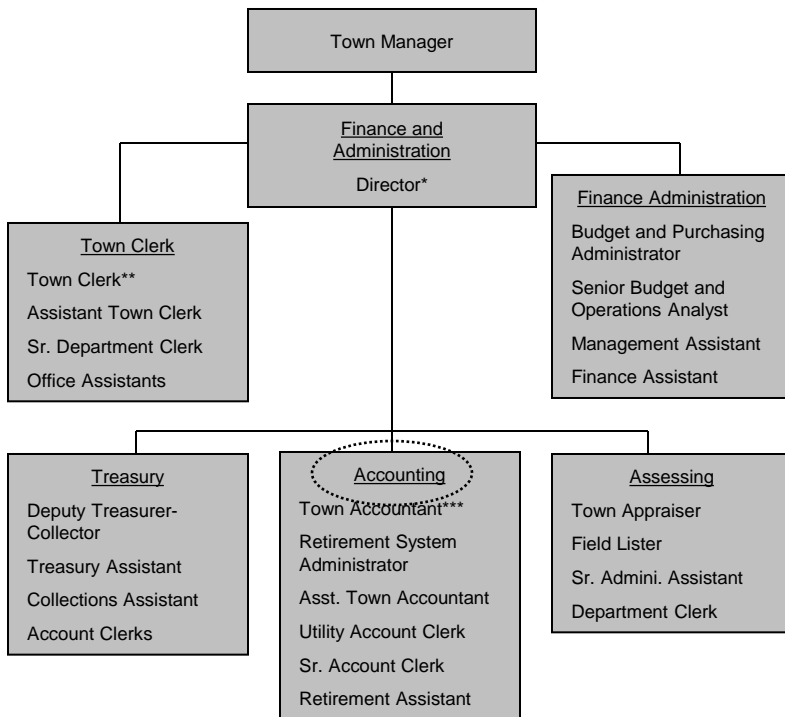 Town Manager
Finance and
Administration
Director*
Town Clerk
Town Clerk**
Assistant Town Clerk
Sr. Department Clerk
Office Assistants
Finance Administration
Budget and Purchasing
Administrator
Senior Budget and
Operations Analyst
Management Assistant
Finance Assistant
Treasury
Deputy Treasurer-
Collector
Treasury Assistant
Collections Assistant
Account Clerks
Accounting
Town Accountant***
Retirement System
Administrator
Asst. Town Accountant
Utility Account Clerk
Sr. Account Clerk
Retirement Assistant
Assessing
Town Appraiser
Field Lister
Sr. Admini. Assistant
Department Clerk